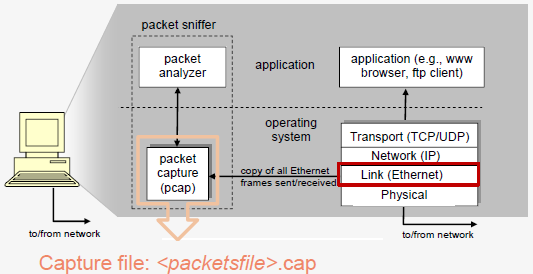 packet sniffer
packet
analyzer
application
application (e.g., www
browser, ftp client)
operating
system
packet
capture
(pcap)
copy of all Ethernet
frames sent/received
Transport (TCP/UDP)
Network (IP)
Link (Ethernet)
Physical
to/from network
to/from network
Capture file: <packetsfile>.cap